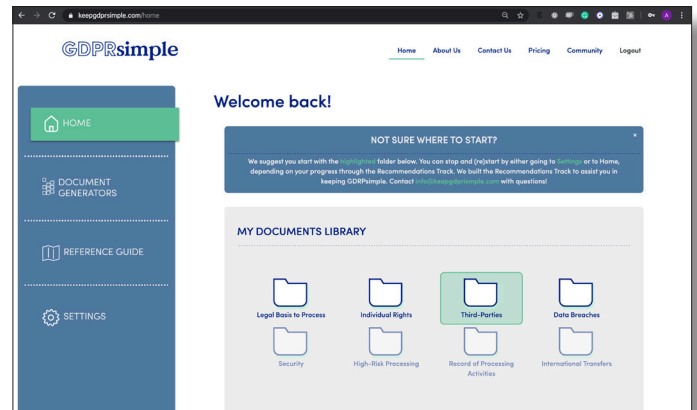 keepgdprsimple.com/home
GDPRsimple
Home About Us Contact Us Pricing Community Logout
Welcome back!
HOME
DOCUMENT
GENERATORS
REFERENCE GUIDE
SETTINGS
NOT SURE WHERE TO START?
We suggest you start with the highlighted folder below. You can stop and (re)start by either going to Settings or to Home,
depending on your progress through the Recommendations Track. We built the Recommendations Track to assist you in
keeping GDRPsimple. Contact info@keepgdprsimple.com with questions!
MY DOCUMENTS LIBRARY
Legal Basis to Process Individual Rights Third-Parties Data Breaches
Security High-Risk Processing Record of Processing International Transfers
Activities